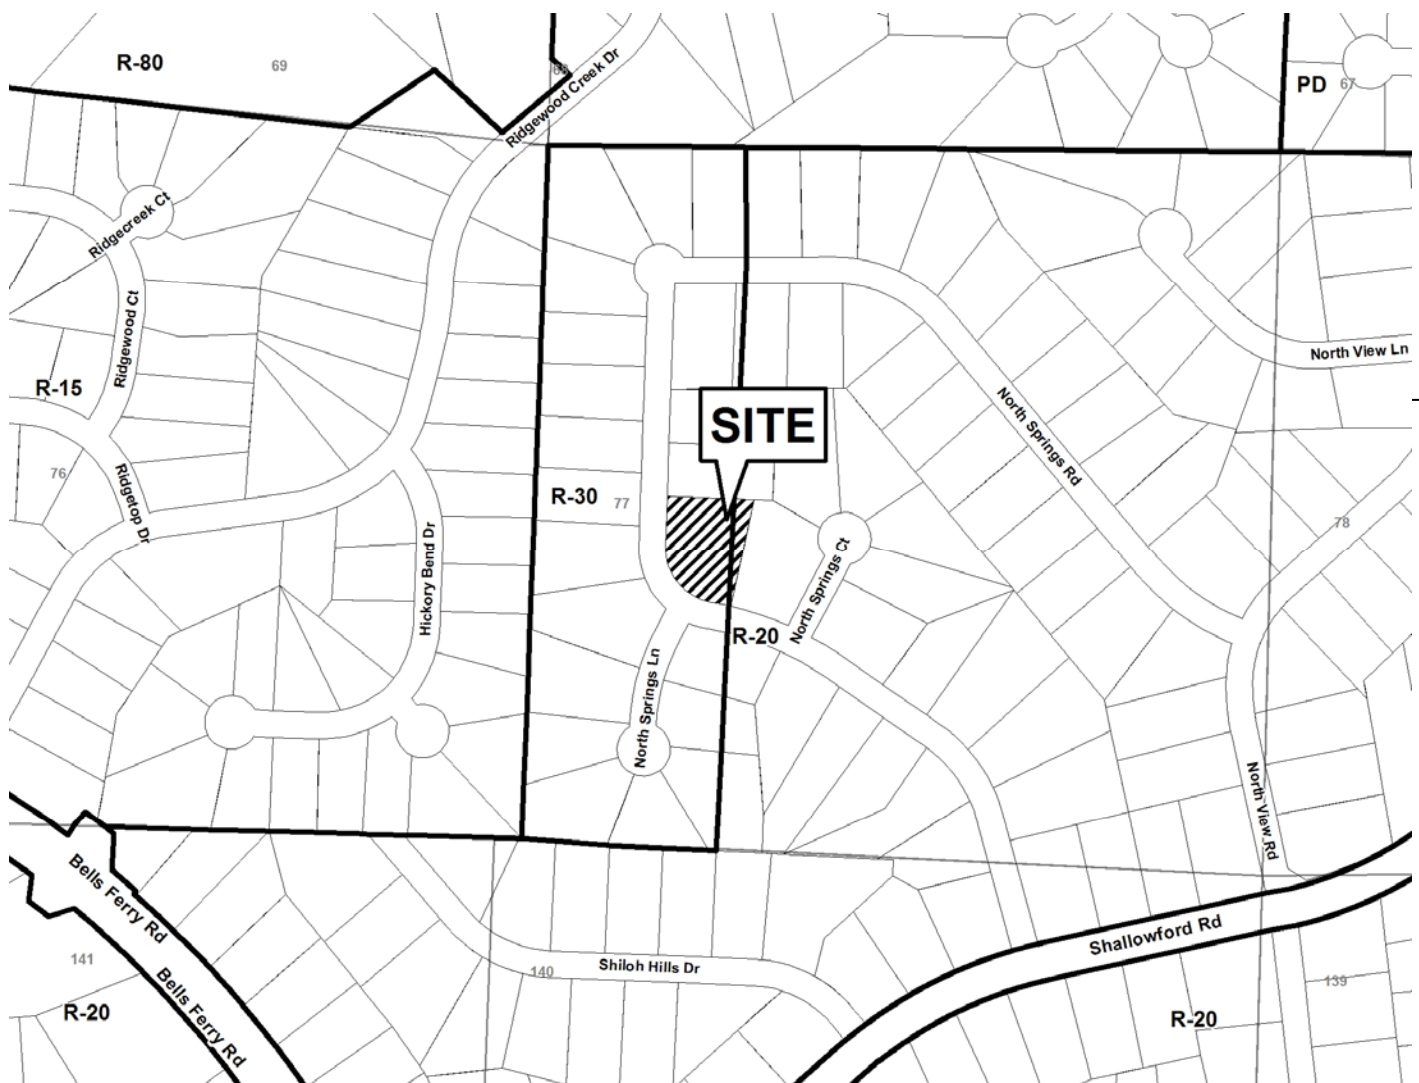 R-80
69
68
Ridgewood Creek Dr
PD
67
Ridgecreek Ct
Ridgewood Ct
North View Ln
R-15
SITE
North Springs Rd
76
Ridgetop Dr
R-30
77
78
Hickory Bend Dr
North Springs Ct
R-20
North Springs Ln
North View Rd
Bells Ferry Rd
Shallowford Rd
141
Bells Ferry Rd
140
Shiloh Hills Dr
139
R-20
R-20